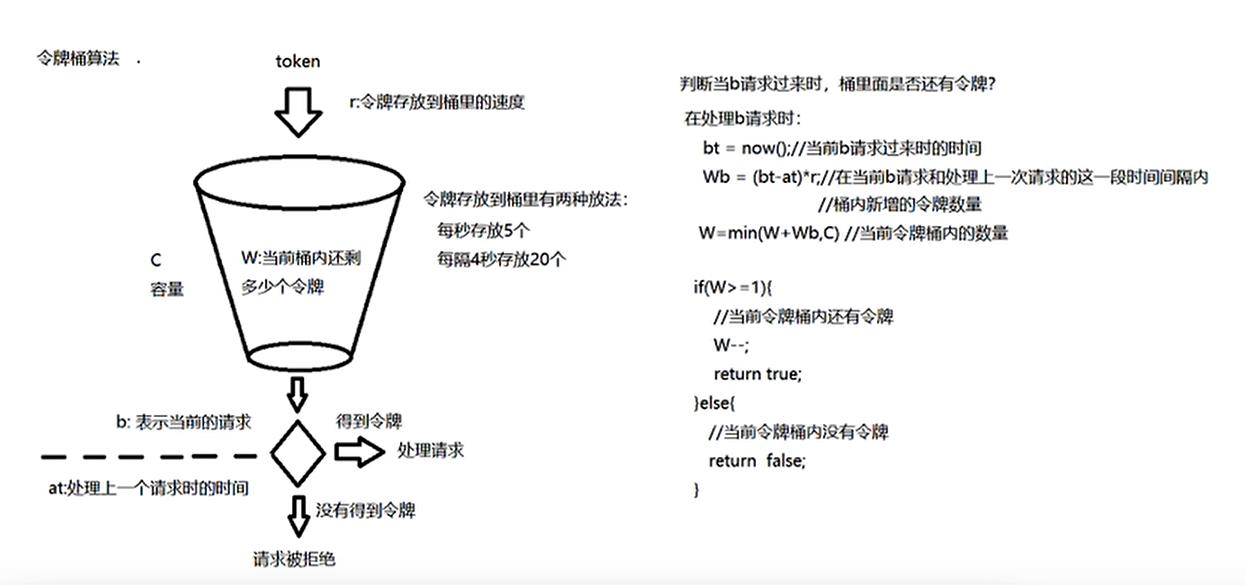 令牌桶算法 .
token
r:令牌存放到桶里的速度
令牌存放到桶里有两种放法:
每秒存放5个
每隔4秒存放20个
C
容量
W:当前桶内还剩
多少个令牌
b: 表示当前的请求
得到令牌
处理请求
at:处理上一个请求时的时间
没有得到令牌
请求被拒绝
判断当b请求过来时，桶里面是否还有令牌?
在处理b请求时:
bt = now();//当前b请求过来时的时间
Wb = (bt-at)*r;//在当前b请求和处理上一次请求的这一段时间间隔内
//桶内新增的令牌数量
W=min(W+Wb,C) //当前令牌桶内的数量
if(W>=1){
//当前令牌桶内还有令牌
W--;
return true;
}else{
//当前令牌桶内没有令牌
return false;
}